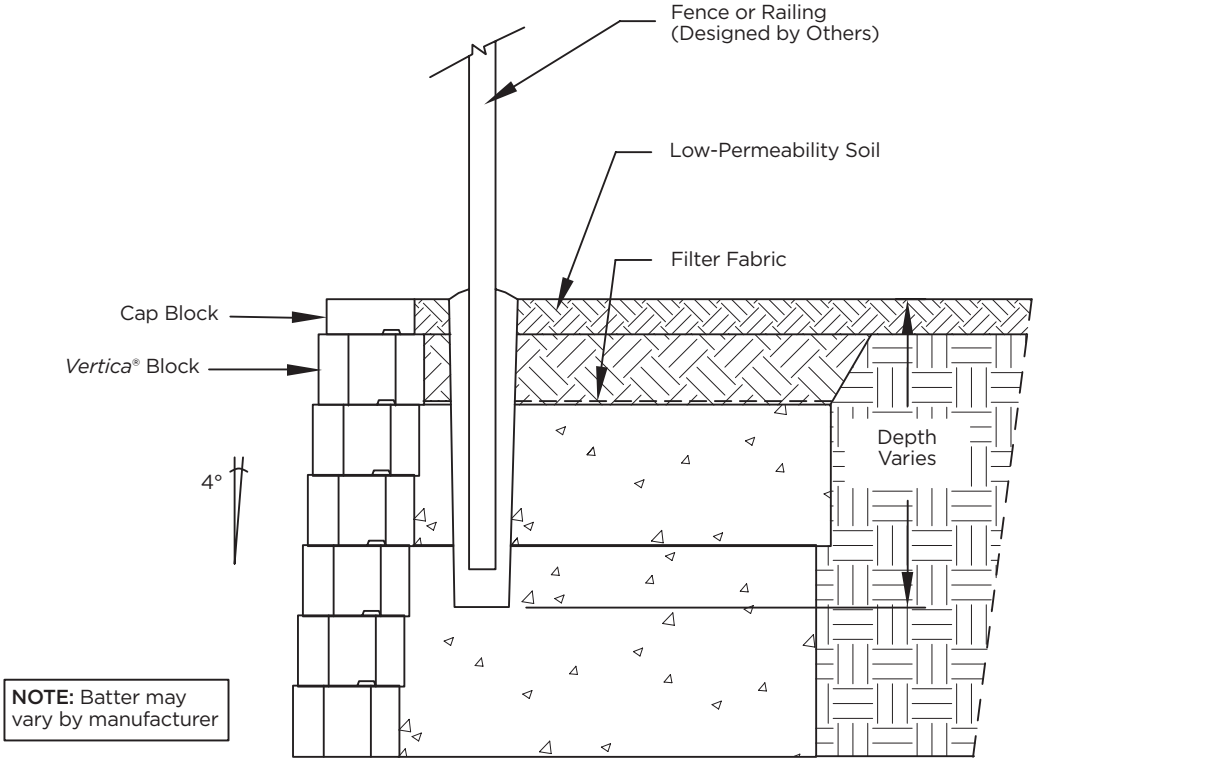 Fence or Railing
(Designed by Others)
Low-Permeability Soil
Filter Fabric
Cap Block
Vertica® Block
Depth
Varies
4°
NOTE: Batter may
vary by manufacturer